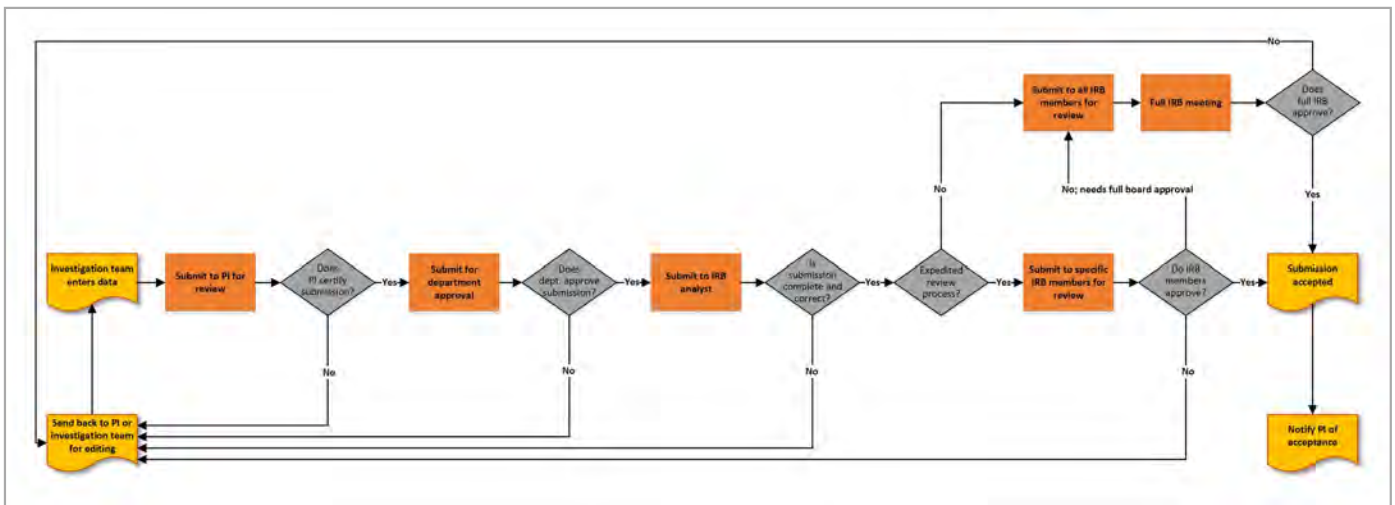 No
Submit to all IRB
members for
review
Full IRB meeting
Does
full IRB
approve?
No
No; needs full board approval
Yes
Investigation team
enters data
Submit to PI for
review
Does
PI certify
submission?
Yes
Submit for
department
approval
Does
dept. approve
submission?
Yes
Submit to IRB
analyst
Is
submission
complete and
correct?
Yes
Expedited
review
process?
Yes
Submit to specific
IRB members for
review
Do IRB
members
approve?
Yes
Submission
accepted
No
No
No
No
Send back to PI or
investigation team
for editing
Notify PI of
acceptance